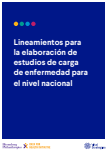 Lineamientos para
la elaboración de
estudios de carga
de enfermedad para
el nivel nacional